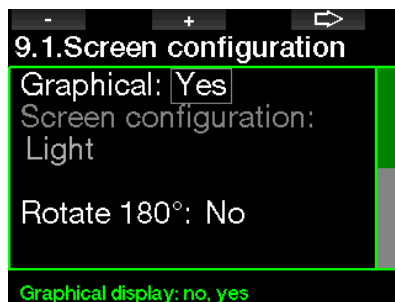 - +
9.1.Screen configuration
Graphical: Yes
Screen configuration:
Light
Rotate 180°: No
Graphical display: no, yes